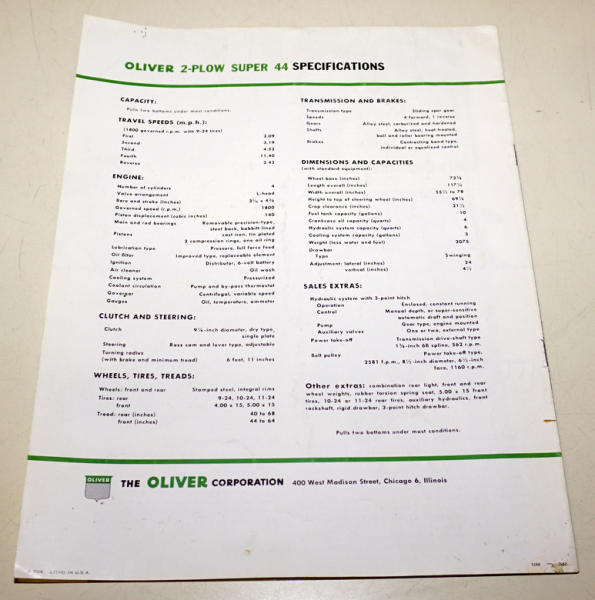 OLIVER 2-PLOW SUPER 44 SPECIFICATIONS
CAPACITY:
Pulls two bottoms under most conditions.
TRAVEL SPEEDS (m.p.h.):
(1800 governed r.p.m. with 9-24 tires)
First 2.09
Second 3.19
Third 4.53
Fourth 11.40
Reverse 2.43
ENGINE:
Number of cylinders 4
Valve arrangement L-head
Bore and stroke (inches)
Governed speed (r.p.m.) 1800
Piston displacement (cubic inches) 140
Main and rod bearings Removable precision-type,
steel back, babbitt lined
Pistons cast iron, tin plated
3 compression rings, one oil ring
Lubrication type Pressure, full force feed
Oil filter Improved type, replaceable element
Ignition Distributor, 6-volt battery
Air cleaner Oil wash
Cooling system Pressurized
Coolant circulation Pump and by-pass thermostat
Governor Centrifugal, variable speed
Gauges Oil, temperature, ammeter
CLUTCH AND STEERING:
Clutch 9¼-inch diameter, dry type,
single plate
Steering Ross cam and lever type, adjustable
Turning radius
(with brake and minimum tread) 6 feet, 11 inches
WHEELS, TIRES, TREADS:
Wheels: front and rear Stamped steel, integral rims
Tires: rear 9-24, 10-24, 11-24
front 4.00 x 15, 5.00 x 15
Tread: rear (inches) 40 to 68
front (inches) 44 to 64
TRANSMISSION AND BRAKES:
Transmission type Sliding spur gear
Speeds 4 forward, 1 reverse
Gears Alloy steel, carburized and hardened
Shafts Alloy steel, heat-treated,
ball and roller bearing mounted
Brakes Contracting band type,
individual or equalized control
DIMENSIONS AND CAPACITIES
(with standard equipment):
Wheel base (inches)
Length overall (inches)
Width overall (inches) 55½ to 78
Height to top of steering wheel (inches)
Crop clearance (inches) 21½
Fuel tank capacity (gallons) 10
Crankcase oil capacity (quarts) 4
Hydraulic system capacity (quarts) 6
Cooling system capacity (gallons) 3
Weight (less water and fuel) 2075
Drawbar
Type Swinging
Adjustment: lateral (inches) 24
vertical (inches) 4½
SALES EXTRAS:
Hydraulic system with 3-point hitch
Operation Enclosed, constant running
Control Manual depth, or super-sensitive
automatic draft and position
Pump Gear type, engine mounted
Auxiliary valves One or two, external type
Power take-off Transmission drive-shaft type
1⅜-inch 68 spline, 562 r.p.m.
Belt pulley Power take-off type,
2581 f.p.m., 8½-inch diameter, 6½-inch
face, 1160 r.p.m.
Other extras: combination rear light, front and rear
wheel weights, rubber torsion spring seat, 5.00 x 15 front
tires, 10-24 or 11-24 rear tires, auxiliary hydraulics, front
rockshaft, rigid drawbar, 3-point hitch drawbar.
Pulls two bottoms under most conditions.
OLIVER
THE OLIVER CORPORATION 400 West Madison Street, Chicago 6, Illinois
LITHO IN U.S.A.